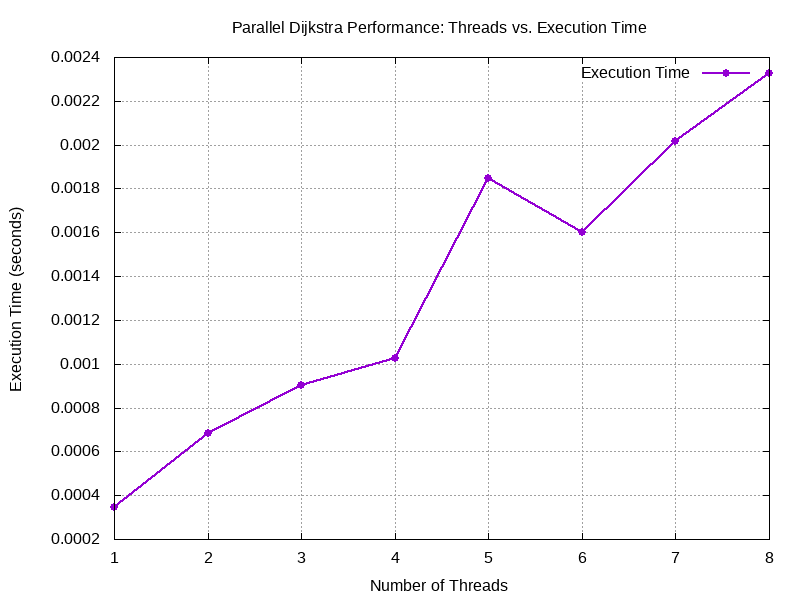 Parallel Dijkstra Performance: Threads vs. Execution Time
Execution Time
0.0024
0.0022
0.002
0.0018
0.0016
0.0014
0.0012
0.001
0.0008
0.0006
0.0004
0.0002
Execution Time (seconds)
1 2 3 4 5 6 7 8
Number of Threads